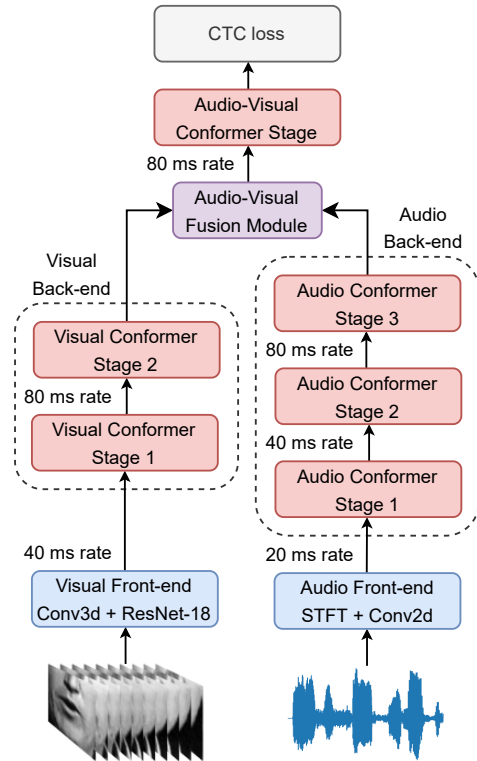 CTC loss
Audio-Visual
Conformer Stage
80 ms rate
Audio-Visual
Fusion Module
Visual
Back-end
Visual Conformer
Stage 2
80 ms rate
Visual Conformer
Stage 1
40 ms rate
Visual Front-end
Conv3d + ResNet-18
Audio
Back-end
Audio Conformer
Stage 3
80 ms rate
Audio Conformer
Stage 2
40 ms rate
Audio Conformer
Stage 1
20 ms rate
Audio Front-end
STFT + Conv2d